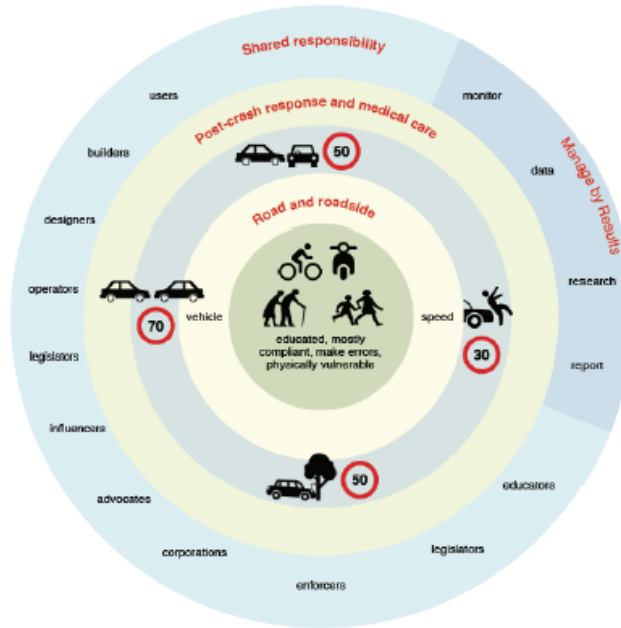 Shared responsibility
users
monitor
Post-crash response and medical care
builders
50
Manage by Results
data
Road and roadside
designers
operators
research
vehicle
speed
70
educated, mostly
compliant, make errors,
physically vulnerable
30
legislators
report
influencers
50
educators
advocates
corporations
legislators
enforcers